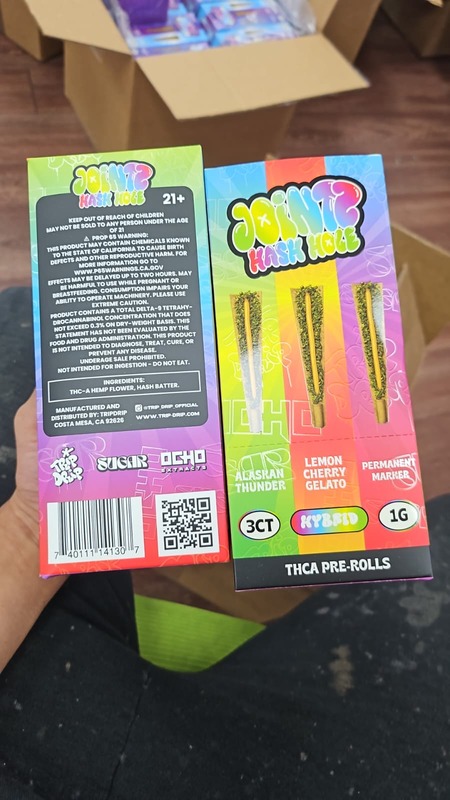 JOINTZ
HASH HOLE
21+
KEEP OUT OF REACH OF CHILDREN
MAY NOT BE SOLD TO ANY PERSON UNDER THE AGE
OF 21
⚠ PROP 65 WARNING:
THIS PRODUCT MAY CONTAIN CHEMICALS KNOWN
TO THE STATE OF CALIFORNIA TO CAUSE BIRTH
DEFECTS AND OTHER REPRODUCTIVE HARM. FOR
MORE INFORMATION GO TO
WWW.P65WARNINGS.CA.GOV
EFFECTS MAY BE DELAYED UP TO TWO HOURS. MAY
BE HARMFUL TO USE WHILE PREGNANT OR
BREASTFEEDING. CONSUMPTION IMPAIRS YOUR
ABILITY TO OPERATE MACHINERY. PLEASE USE
EXTREME CAUTION.
PRODUCT CONTAINS A TOTAL DELTA-9 TETRAHY-
DROCANNABINOL CONCENTRATION THAT DOES
NOT EXCEED 0.3% ON DRY-WEIGHT BASIS. THIS
STATEMENT HAS NOT BEEN EVALUATED BY THE
FOOD AND DRUG ADMINISTRATION. THIS PRODUCT
IS NOT INTENDED TO DIAGNOSE, TREAT, CURE, OR
PREVENT ANY DISEASE.
UNDERAGE SALE PROHIBITED.
NOT INTENDED FOR INGESTION - DO NOT EAT.
INGREDIENTS:
THC-A HEMP FLOWER, HASH BATTER.
MANUFACTURED AND
DISTRIBUTED BY: TRIPDRIP
COSTA MESA, CA 92626
@TRIP_DRIP_OFFICIAL
WWW.TRIP-DRIP.COM
TRIP
DRIP
SUGAR
OCHO
EXTRACTS
7 40111 14130 7
JOINTZ
HASH HOLE
OCHO
ALASKAN
THUNDER
LEMON
CHERRY
GELATO
PERMANENT
MARKER
3CT
HYBRID
1G
THCA PRE-ROLLS